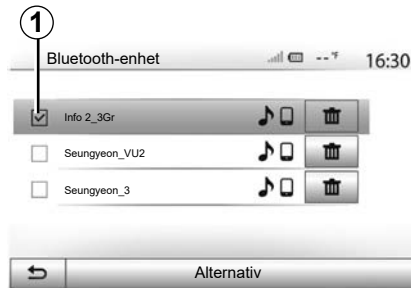 1
Bluetooth-enhet -- °F 16:30
Info 2_3Gr
Seungyeon_VU2
Seungyeon_3
Alternativ